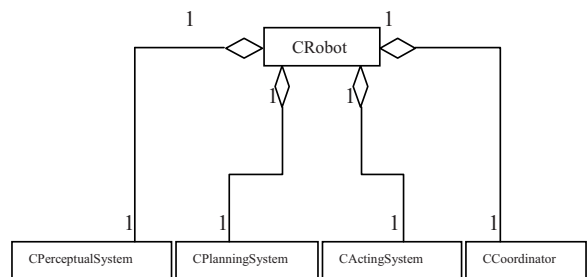 1 1
CRobot
1 1
1 1 1 1
CPerceptualSystem CPlanningSystem CActingSystem CCoordinator